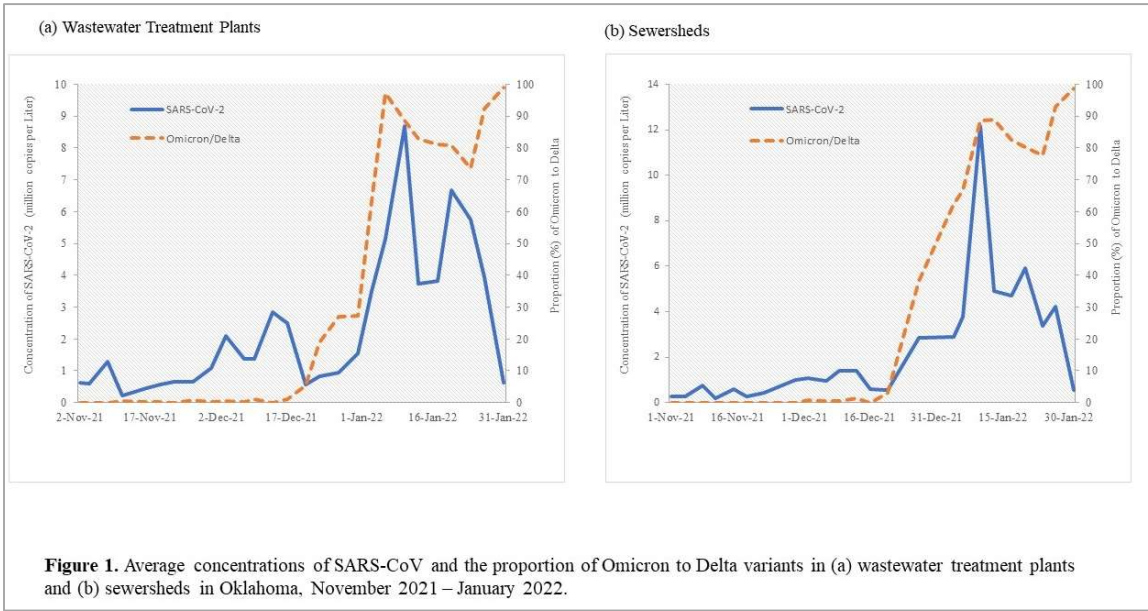 (a) Wastewater Treatment Plants
Concentration of SARS-CoV-2 (million copies per Liter)
10
9
8
7
6
5
4
3
2
1
0
SARS-CoV-2
Omicron/Delta
100
90
80
70
60
50
40
30
20
10
0
Proportion (%) of Omicron to Delta
2-Nov-21 17-Nov-21 2-Dec-21 17-Dec-21 1-Jan-22 16-Jan-22 31-Jan-22
(b) Sewersheds
Concentration of SARS-CoV-2 (million copies per Liter)
14
12
10
8
6
4
2
0
SARS-CoV-2
Omicron/Delta
100
90
80
70
60
50
40
30
20
10
0
Proportion (%) of Omicron to Delta
1-Nov-21 16-Nov-21 1-Dec-21 16-Dec-21 31-Dec-21 15-Jan-22 30-Jan-22
Figure 1. Average concentrations of SARS-CoV and the proportion of Omicron to Delta variants in (a) wastewater treatment plants
and (b) sewersheds in Oklahoma, November 2021 – January 2022.